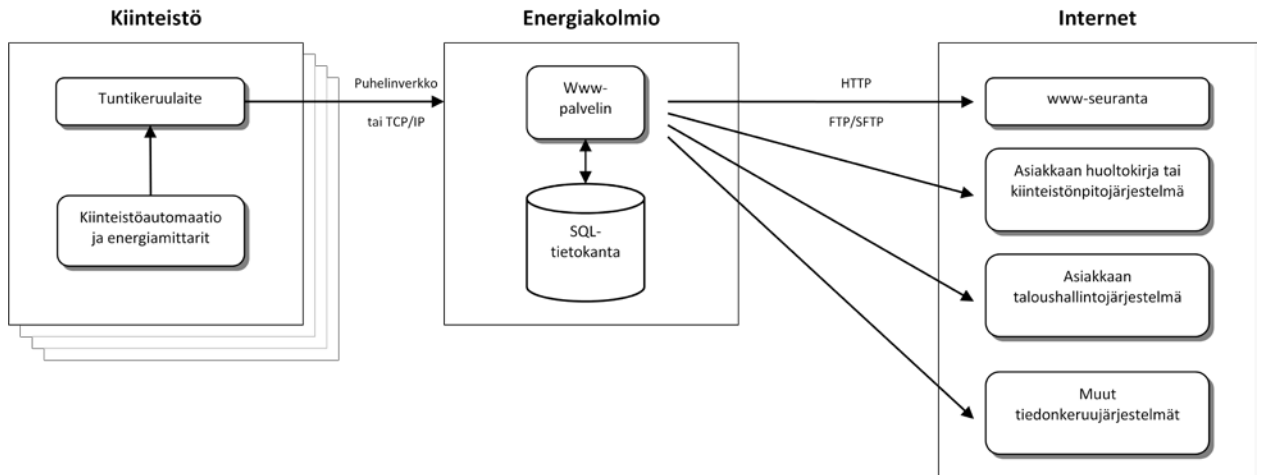 Kiinteistö
Tuntikeruulaite
Kiinteistöautomaatio
ja energiamittarit
Puhelinverkko
tai TCP/IP
Energiakolmio
Www-
palvelin
SQL-
tietokanta
HTTP
FTP/SFTP
Internet
www-seuranta
Asiakkaan huoltokirja tai
kiinteistönpitojärjestelmä
Asiakkaan
taloushallintojärjestelmä
Muut
tiedonkeruujärjestelmät